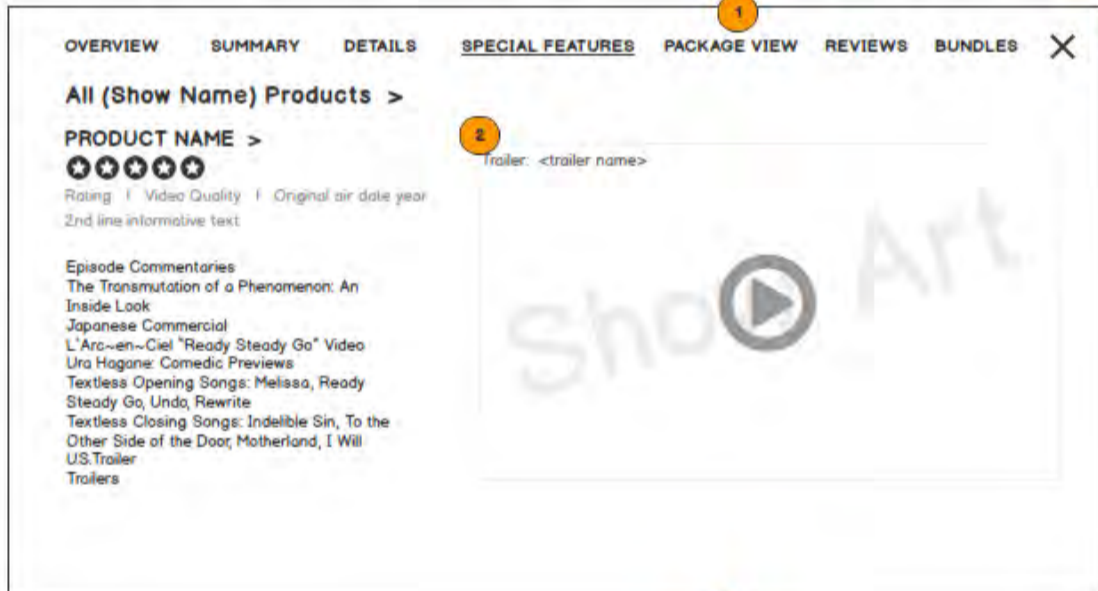 1
OVERVIEW SUMMARY DETAILS SPECIAL FEATURES PACKAGE VIEW REVIEWS BUNDLES X
All (Show Name) Products >
PRODUCT NAME >
Rating | Video Quality | Original air date year
2nd line informative text
Episode Commentaries
The Transmutation of a Phenomenon: An
Inside Look
Japanese Commercial
L'Arc~en~Ciel "Ready Steady Go" Video
Ura Hagane: Comedic Previews
Textless Opening Songs: Melissa, Ready
Steady Go, Undo, Rewrite
Textless Closing Songs: Indelible Sin, To the
Other Side of the Door, Motherland, I Will
U.S.Trailer
Trailers
2
Trailer: <trailer name>
Show Art